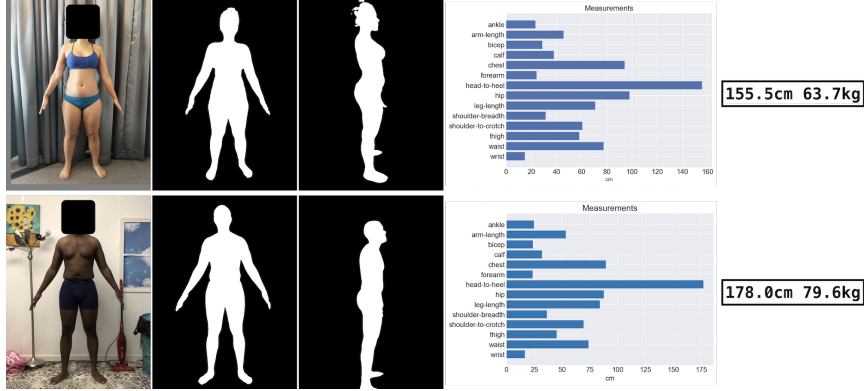 Measurements
ankle
arm-length
bicep
calf
chest
forearm
head-to-heel
hip
leg-length
shoulder-breadth
shoulder-to-crotch
thigh
waist
wrist
0 20 40 60 80 100 120 140 160
cm
155.5cm 63.7kg
Measurements
ankle
arm-length
bicep
calf
chest
forearm
head-to-heel
hip
leg-length
shoulder-breadth
shoulder-to-crotch
thigh
waist
wrist
0 25 50 75 100 125 150 175
cm
178.0cm 79.6kg